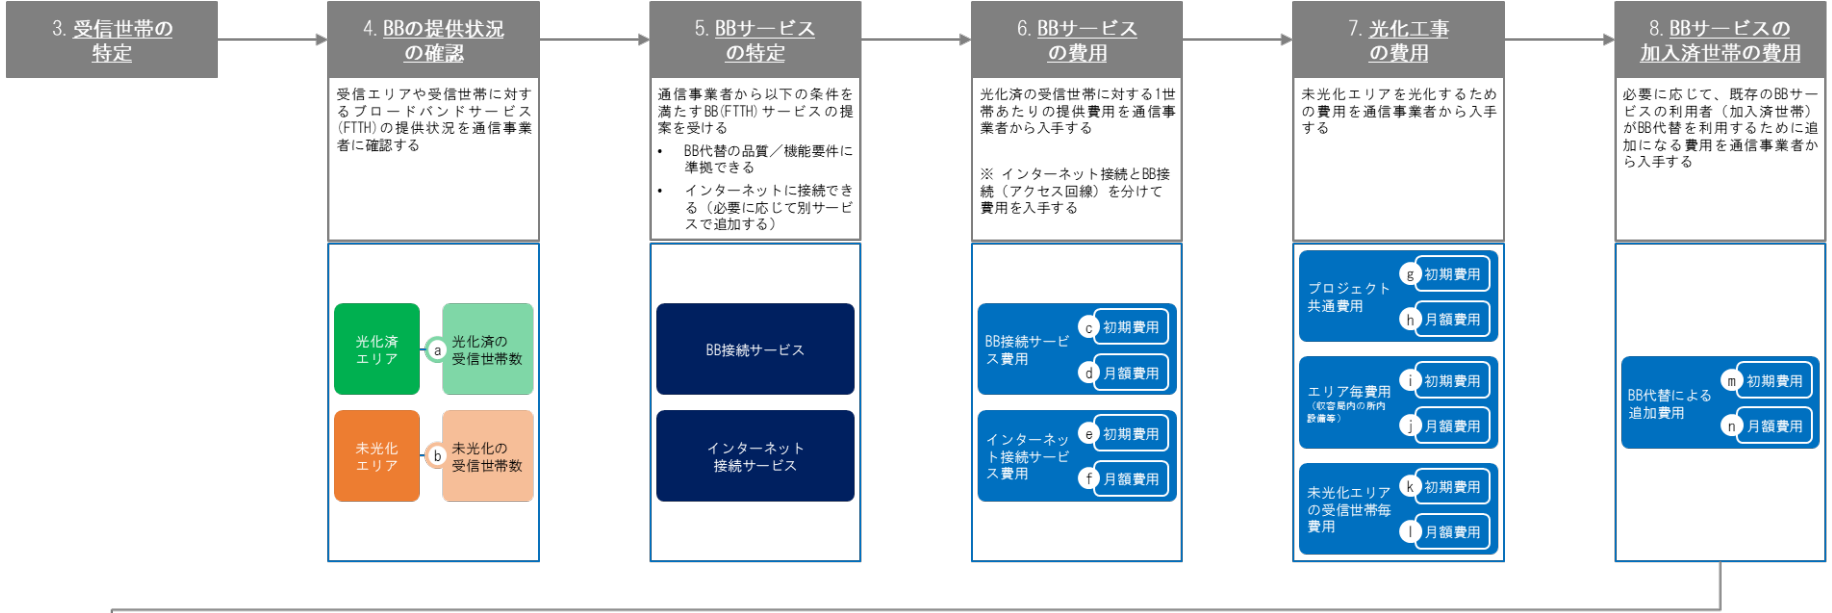 3. 受信世帯の
特定
4. BBの提供状況
の確認
5. BBサービス
の特定
6. BBサービス
の費用
7. 光化工事
の費用
8. BBサービスの
加入済世帯の費用
受信エリアや受信世帯に対す
るブロードバンドサービス
(FTTH)の提供状況を通信事業
者に確認する
通信事業者から以下の条件を
満たすBB(FTTH)サービスの提
案を受ける
• BB代替の品質／機能要件に
準拠できる
• インターネットに接続でき
る（必要に応じて別サービ
スで追加する）
光化済の受信世帯に対する1世
帯あたりの提供費用を通信事
業者から入手する
※ インターネット接続とBB接
続（アクセス回線）を分けて
費用を入手する
未光化エリアを光化するため
の費用を通信事業者から入手
する
必要に応じて、既存のBBサー
ビスの利用者（加入済世帯）
がBB代替を利用するために追
加になる費用を通信事業者か
ら入手する
光化済
エリア
a
光化済の
受信世帯数
未光化
エリア
b
未光化の
受信世帯数
BB接続サービス
インターネット
接続サービス
BB接続サービ
ス費用
c 初期費用
d 月額費用
インターネッ
ト接続サービ
ス費用
e 初期費用
f 月額費用
プロジェクト
共通費用
g 初期費用
h 月額費用
エリア毎費用
（収容局内の所内
設備等）
i 初期費用
j 月額費用
未光化エリア
の受信世帯毎
費用
k 初期費用
l 月額費用
BB代替による
追加費用
m 初期費用
n 月額費用